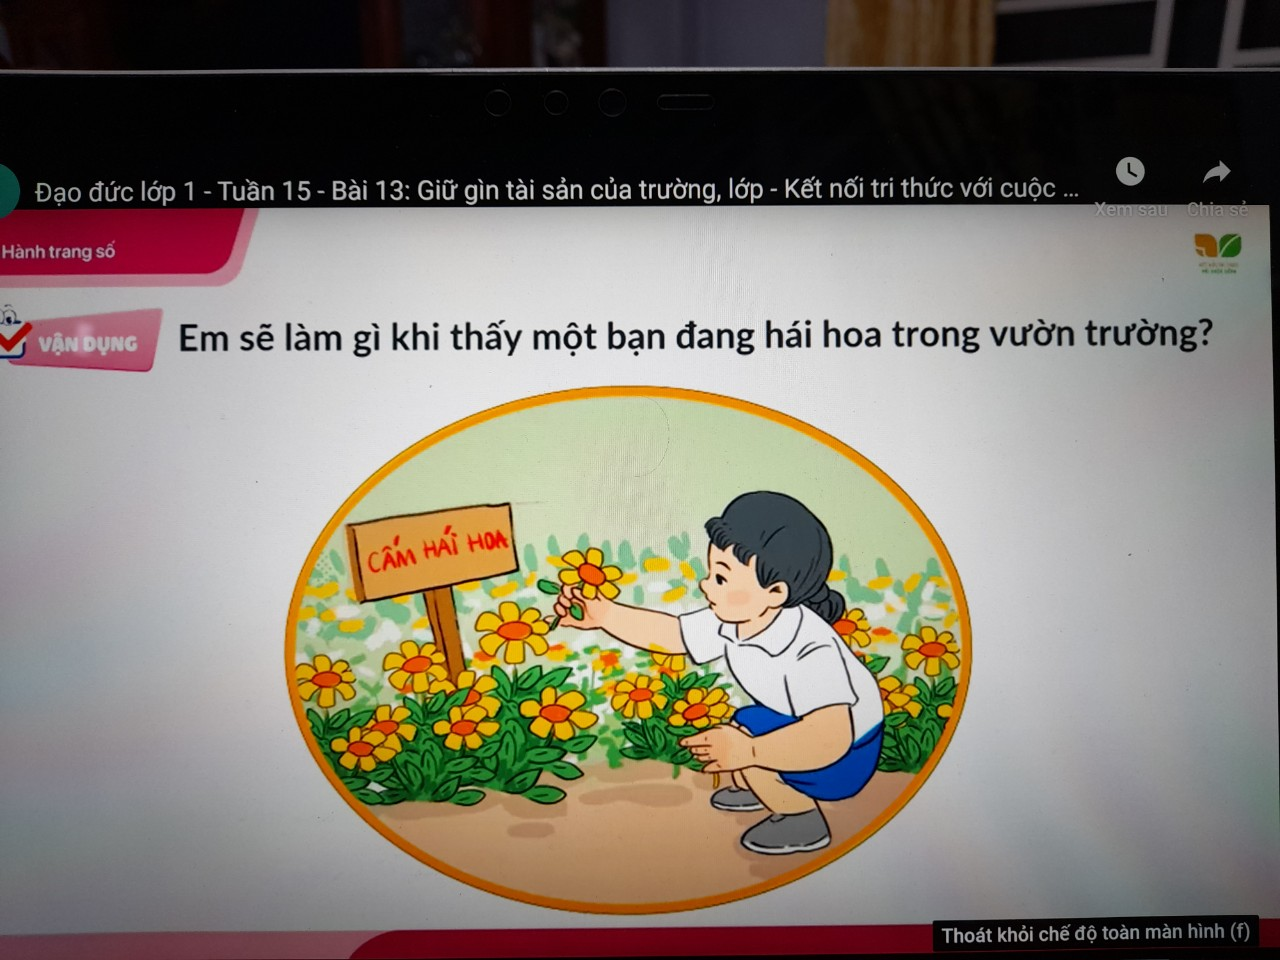 Đạo đức lớp 1 - Tuần 15 - Bài 13: Giữ gìn tài sản của trường, lớp - Kết nối tri thức với cuộc ...
Xem sau
Chia sẻ
Hành trang số
VẬN DỤNG
Em sẽ làm gì khi thấy một bạn đang hái hoa trong vườn trường?
CẤM HÁI HOA
Thoát khỏi chế độ toàn màn hình (f)